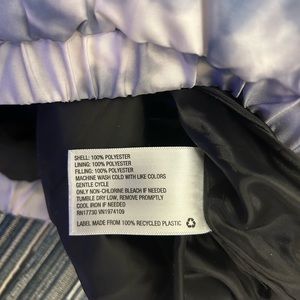 SHELL: 100% POLYESTER
LINING: 100% POLYESTER
FILLING: 100% POLYESTER
MACHINE WASH COLD WITH LIKE COLORS
GENTLE CYCLE
ONLY NON-CHLORINE BLEACH IF NEEDED
TUMBLE DRY LOW, REMOVE PROMPTLY
COOL IRON IF NEEDED
RN17730 VN1974109
LABEL MADE FROM 100% RECYCLED PLASTIC